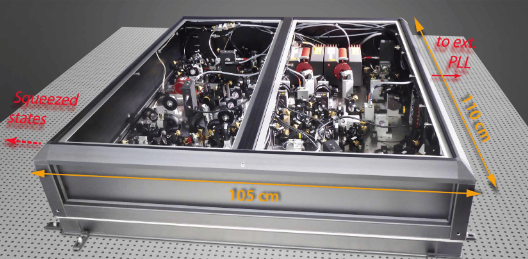 to ext.
PLL
Squeezed
states
110 cm
105 cm